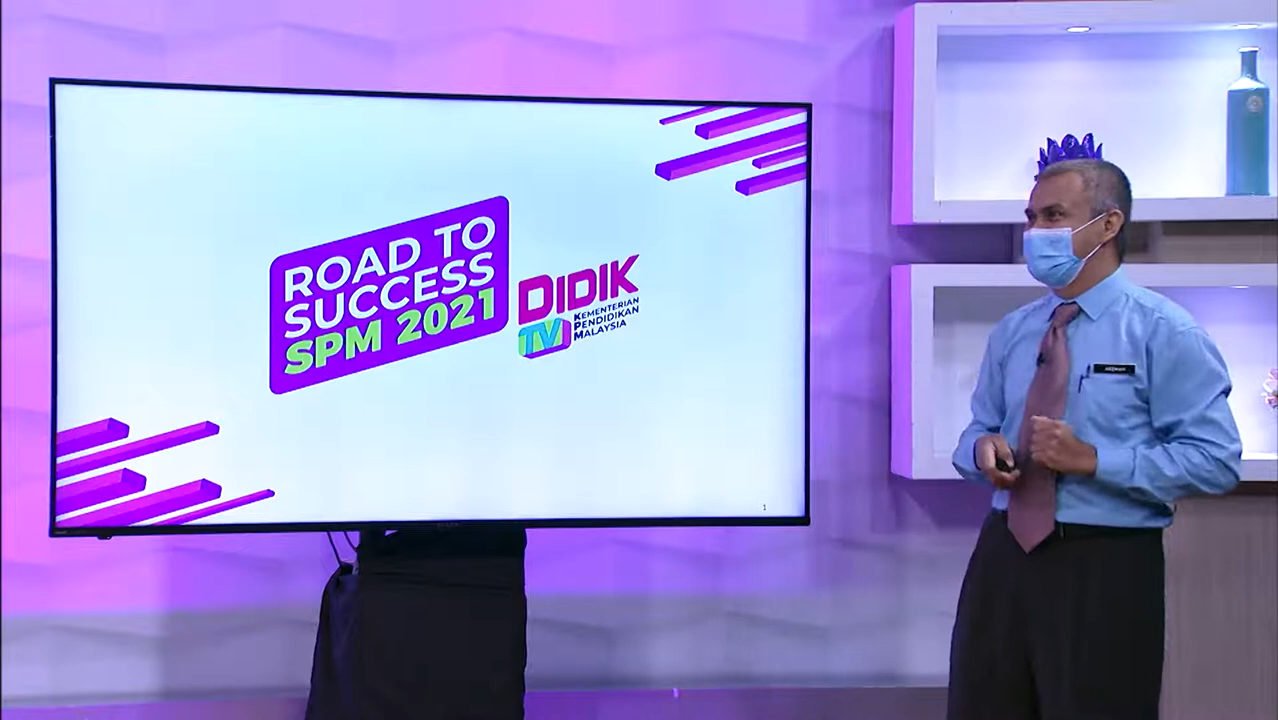 ROAD TO
SUCCESS
SPM 2021
DIDIK
TV
KEMENTERIAN
PENDIDIKAN
MALAYSIA
1